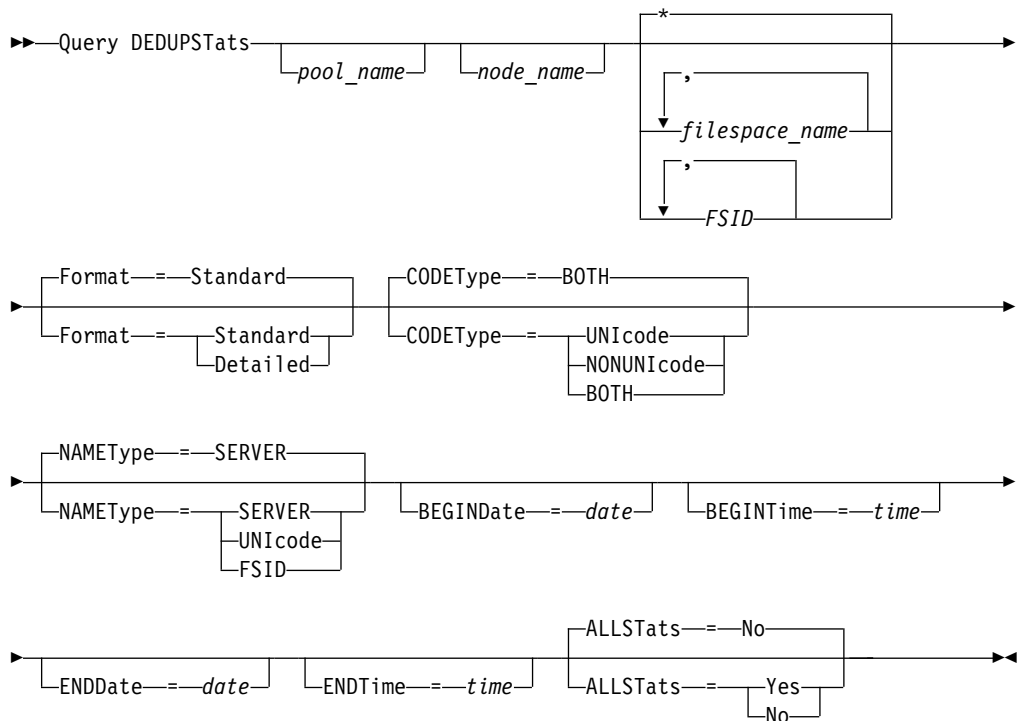 *
Query DEDUPSTats pool_name node_name
,
filespace_name
,
FSID
Format = Standard CODEType = BOTH
Format = Standard CODEType = UNIcode
Detailed NONUNIcode
BOTH
NAMEType = SERVER
NAMEType = SERVER BEGINDate = date BEGINTime = time
UNIcode
FSID
ALLSTats = No
ENDDate = date ENDTime = time ALLSTats = Yes
No